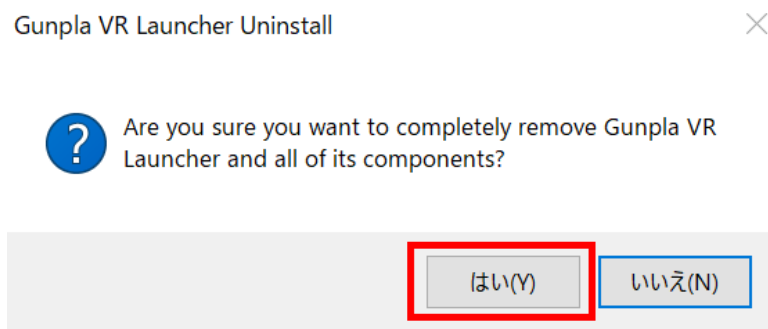 Gunpla VR Launcher Uninstall
Are you sure you want to completely remove Gunpla VR
Launcher and all of its components?
はい(Y)
いいえ(N)